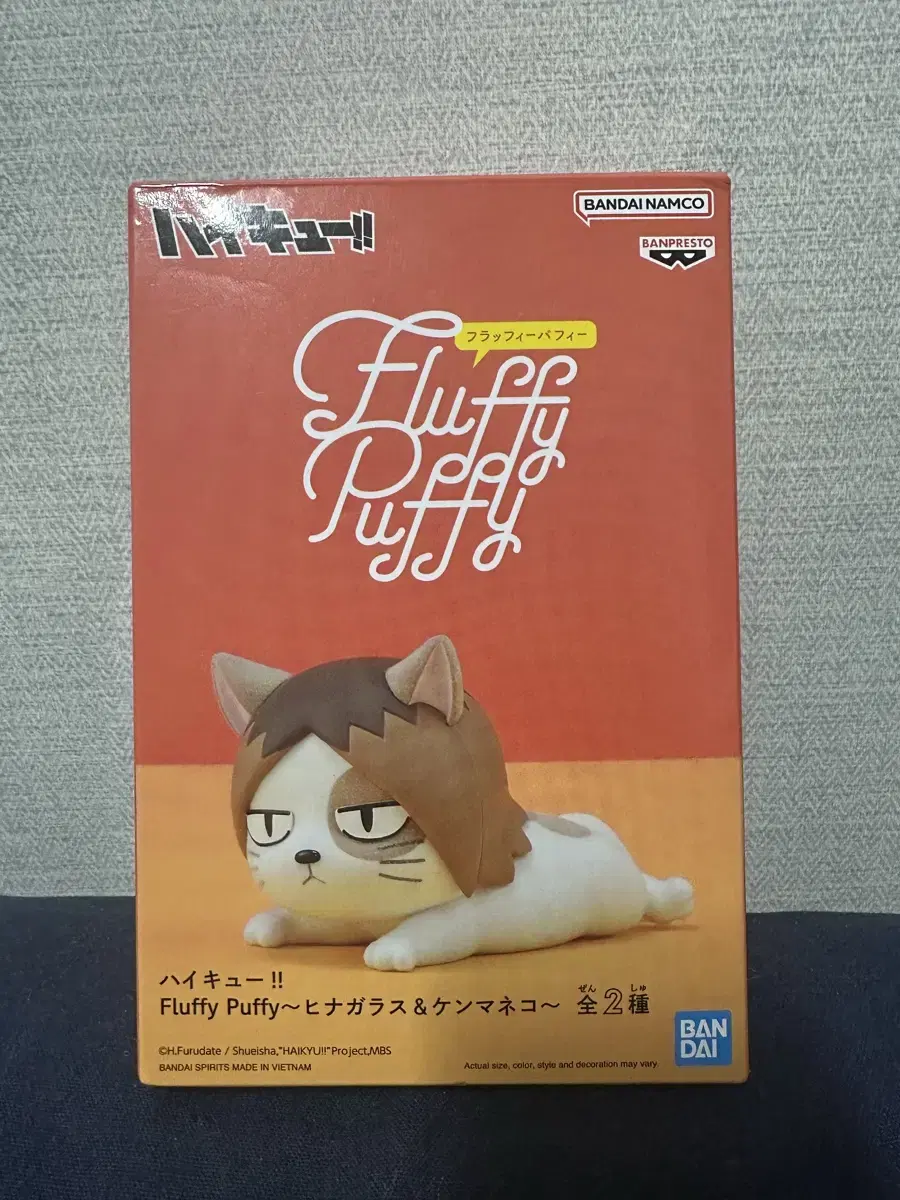 ハイキュー!!
BANDAI NAMCO
BANPRESTO
フラッフィーパフィー
Fluffy
Puffy
ハイキュー!!
Fluffy Puffy～ヒナガラス＆ケンマネコ～ 全2種
ぜん しゅ
©H.Furudate / Shueisha,"HAIKYU!!"Project,MBS
BANDAI SPIRITS MADE IN VIETNAM
Actual size, color, style and decoration may vary.
BAN
DAI